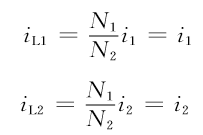 i_{L1} = \frac{N_1}{N_2} i_1 = i_1
i_{L2} = \frac{N_1}{N_2} i_2 = i_2